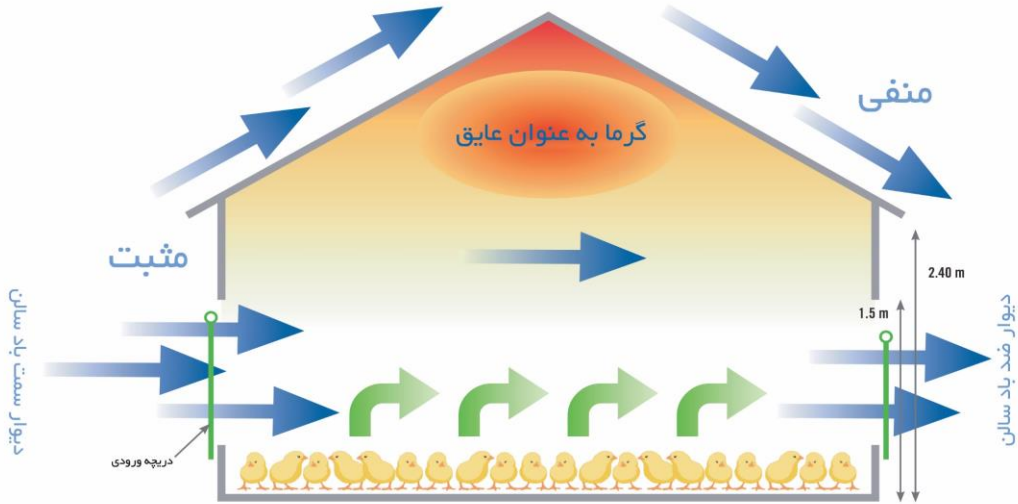 منفی
گرما به عنوان عایق
مثبت
2.40 m
1.5 m
دیوار سمت باد سالن
دیوار ضد باد سالن
دریچه ورودی